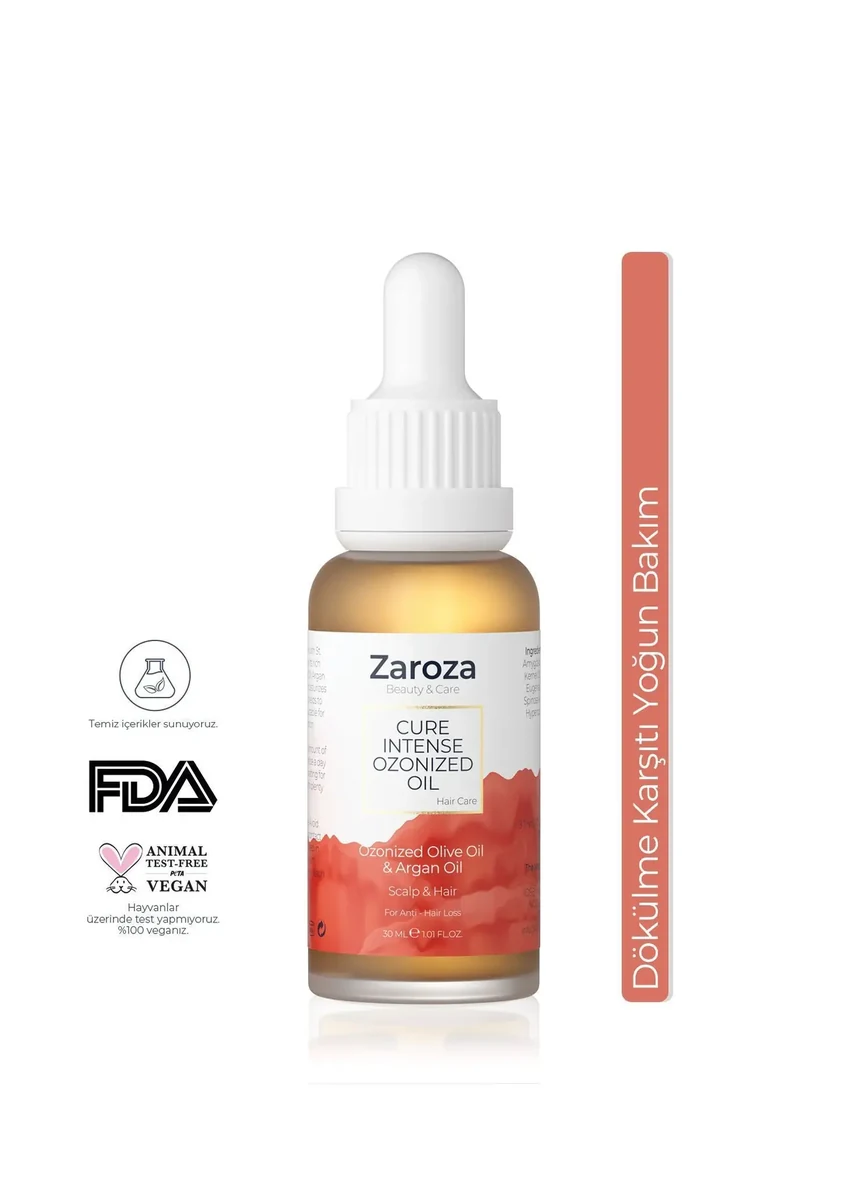 Zaroza
Beauty & Care
CURE
INTENSE
OZONIZED
OIL
Hair Care
Ozonized Olive Oil
& Argan Oil
Scalp & Hair
For Anti - Hair Loss
30 ML ℮ 1.01 FL.OZ.
Temiz içerikler sunuyoruz.
FDA
ANIMAL
TEST-FREE
PETA
VEGAN
Hayvanlar
üzerinde test yapmıyoruz.
%100 veganız.
Dökülme Karşıtı Yoğun Bakım